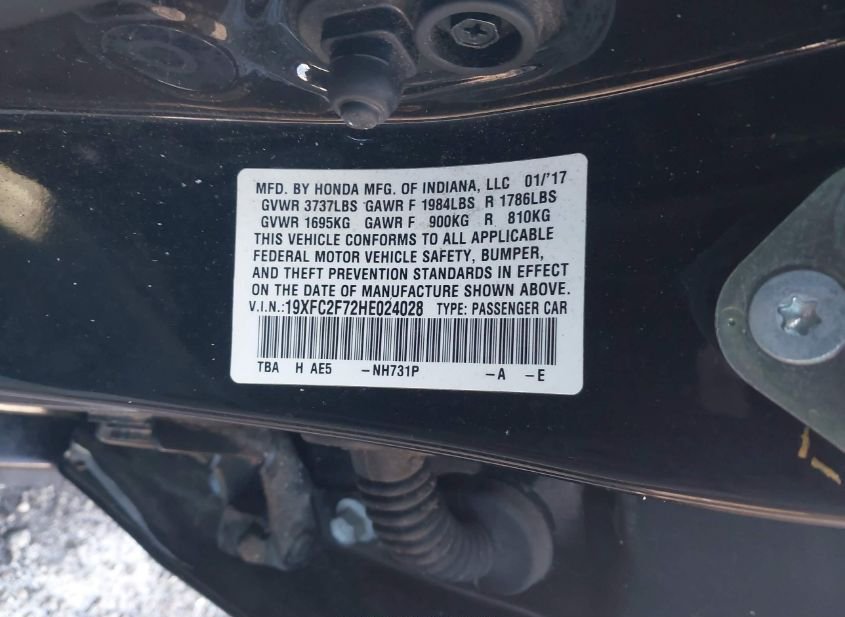 MFD. BY HONDA MFG. OF INDIANA, LLC 01/'17
GVWR 3737LBS GAWR F 1984LBS R 1786LBS
GVWR 1695KG GAWR F 900KG R 810KG
THIS VEHICLE CONFORMS TO ALL APPLICABLE
FEDERAL MOTOR VEHICLE SAFETY, BUMPER,
AND THEFT PREVENTION STANDARDS IN EFFECT
ON THE DATE OF MANUFACTURE SHOWN ABOVE.
V.I.N.:19XFC2F72HE024028 TYPE: PASSENGER CAR
TBA H AE5 –NH731P –A –E